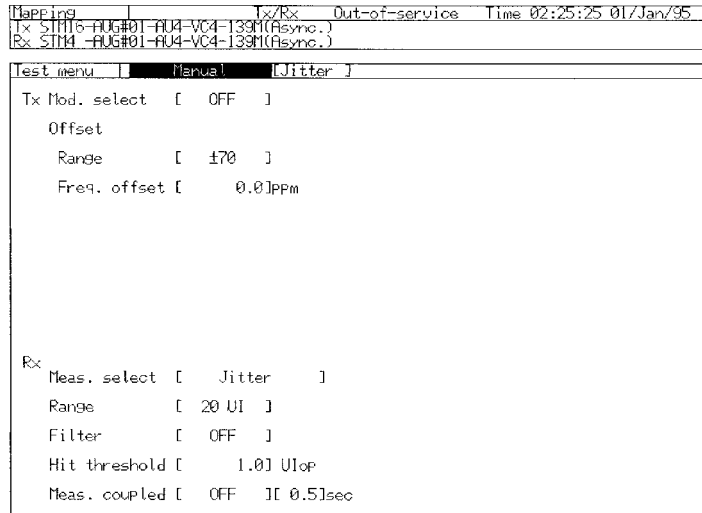 Mapping Tx/Rx Out-of-service Time 02:25:25 01/Jan/95
Tx STM16-AUG#01-AU4-VC4-139M(Async.)
Rx STM4 -AUG#01-AU4-VC4-139M(Async.)
Test menu Manual [Jitter ]
Tx Mod. select [ OFF ]
Offset
Range [ ±70 ]
Freq. offset [ 0.0]ppm
Rx
Meas. select [ Jitter ]
Range [ 20 UI ]
Filter [ OFF ]
Hit threshold [ 1.0] UIop
Meas. coupled [ OFF ][ 0.5]sec